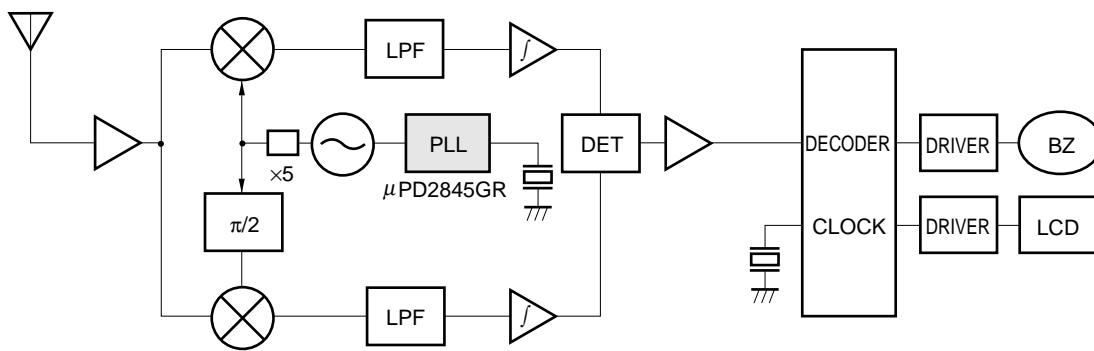 LPF
∫
×5
PLL
μPD2845GR
DET
π/2
LPF
∫
DECODER
CLOCK
DRIVER
BZ
DRIVER
LCD